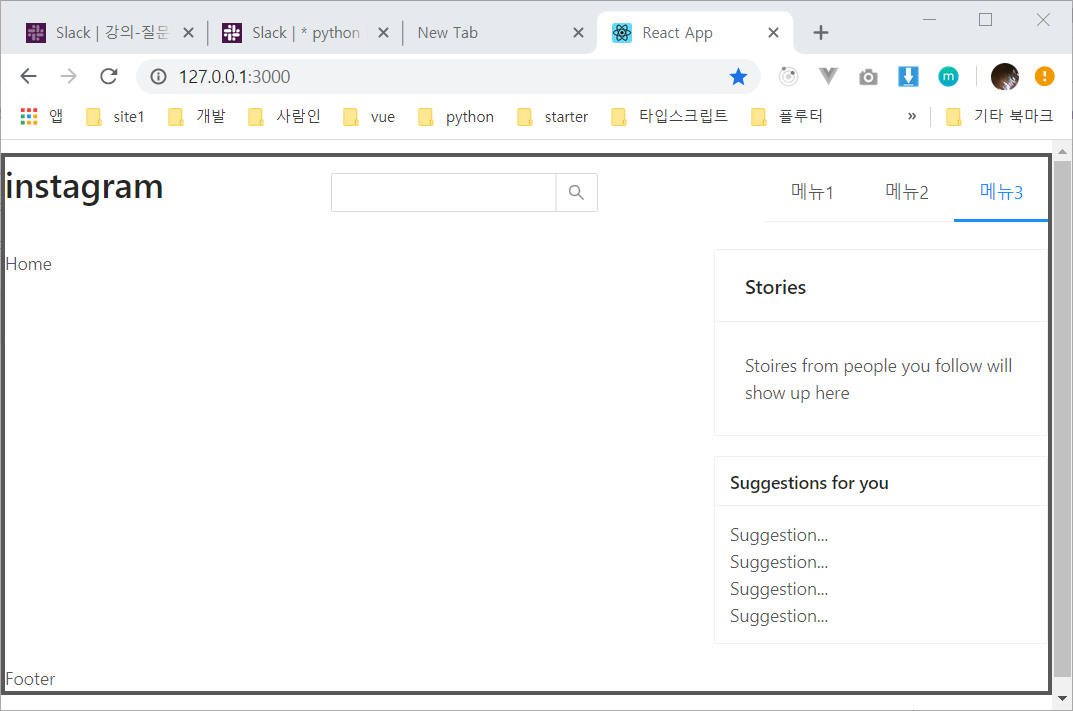 Slack | 강의-질문
Slack | * python
New Tab
React App
127.0.0.1:3000
m
앱
site1
개발
사람인
vue
python
starter
타입스크립트
플루터
»
기타 북마크
instagram
메뉴1
메뉴2
메뉴3
Home
Stories
Stoires from people you follow will
show up here
Suggestions for you
Suggestion...
Suggestion...
Suggestion...
Suggestion...
Footer